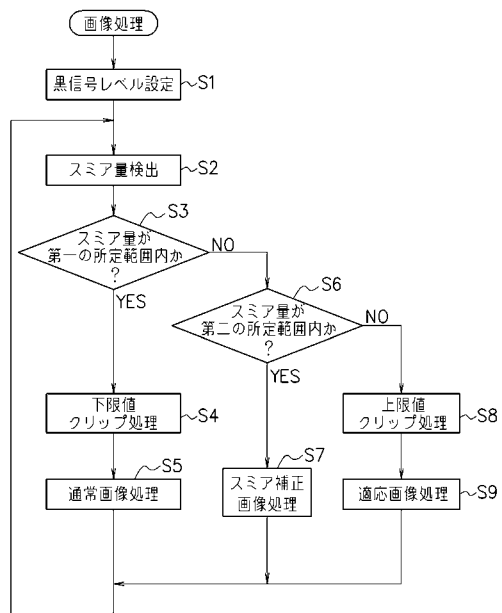 画像処理
黒信号レベル設定
S1
スミア量検出
S2
S3
スミア量が
第一の所定範囲内か
?
NO
YES
S6
スミア量が
第二の所定範囲内か
?
NO
YES
下限値
クリップ処理
S4
上限値
クリップ処理
S8
S5
通常画像処理
S7
スミア補正
画像処理
適応画像処理
S9